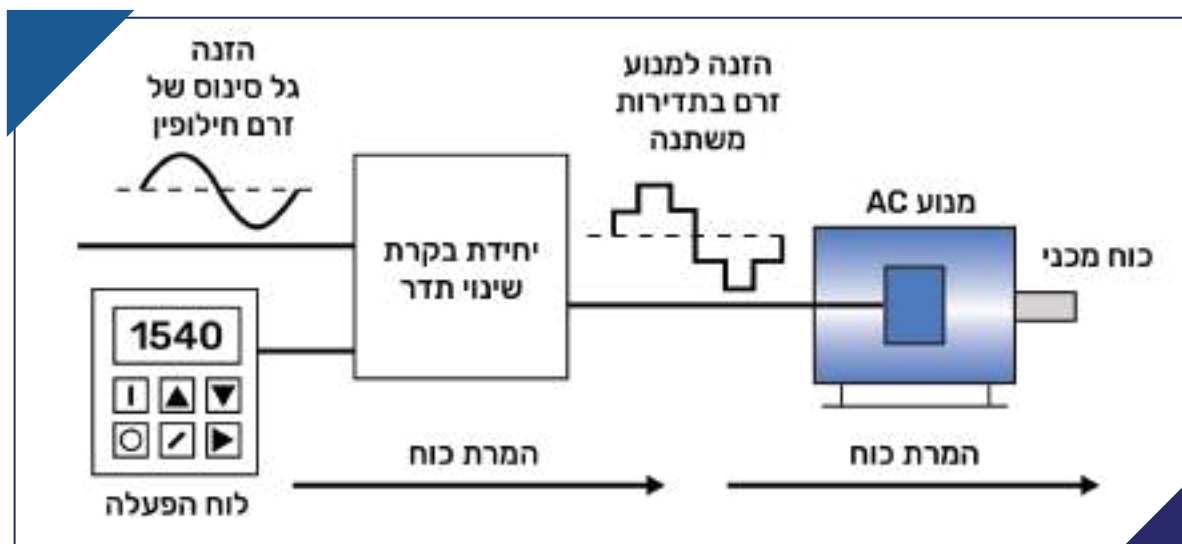 הזנה
גל סינוס של
זרם חילופין
הזנה למנוע
זרם בתדירות
משתנה
מנוע AC
כוח מכני
יחידת בקרת
שינוי תדר
1540
לוח הפעלה
המרת כוח
המרת כוח